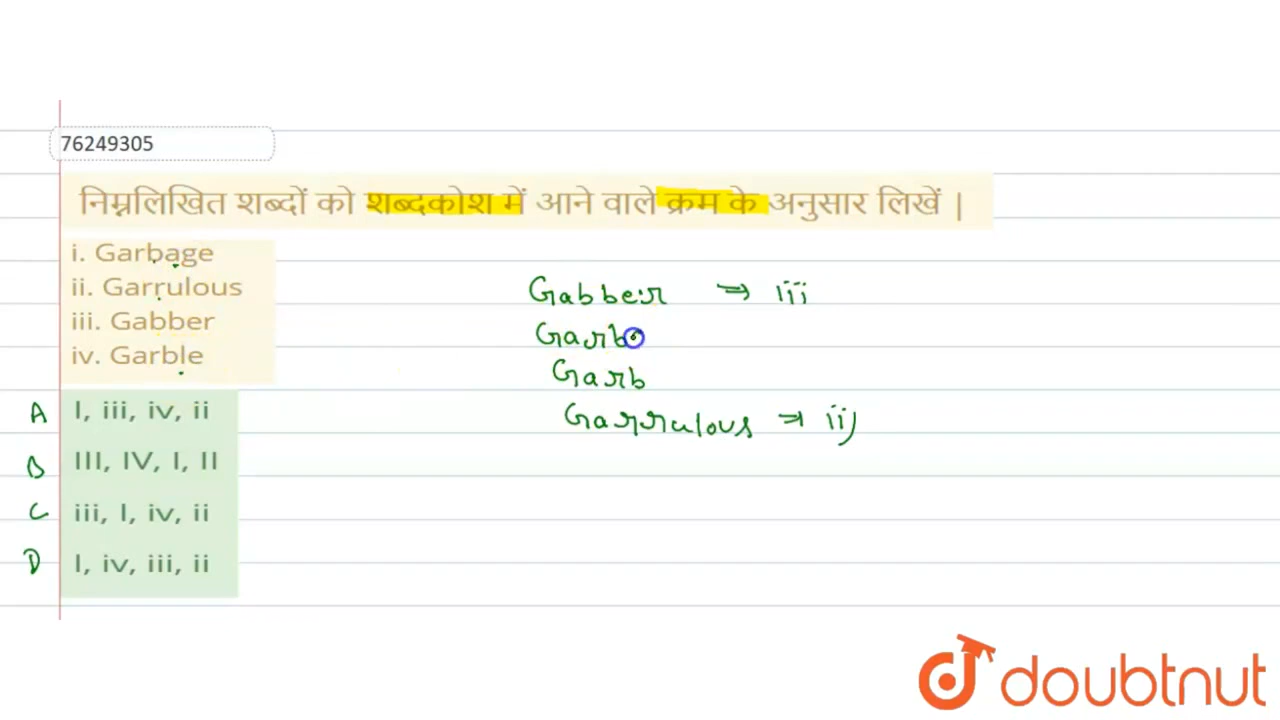 76249305
निम्नलिखित शब्दों को शब्दकोश में आने वाले क्रम के अनुसार लिखें |
i. Garbage
ii. Garrulous
iii. Gabber
iv. Garble
A I, iii, iv, ii
B III, IV, I, II
C iii, I, iv, ii
D I, iv, iii, ii
Gabber ⇒ iii
Garb
Garb
Garrulous ⇒ ii)
doubtnut